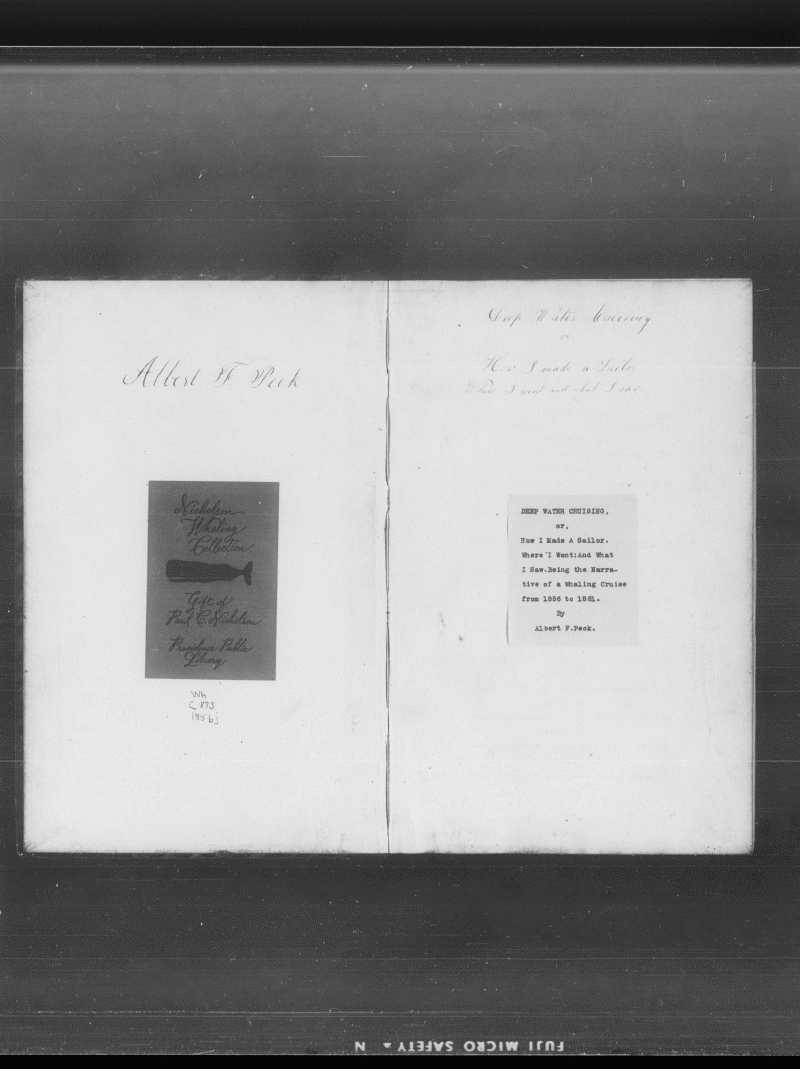 Albert F. Peck
Nicholson
Whaling
Collection
Gift of
Paul C. Nicholson
Providence Public
Library
Wh
C873
1856j
Deep Water Cruising
or
How I made a Sailor
Where I went and what I saw.
DEEP WATER CRUISING,
or,
How I Made A Sailor.
Where I Went:And What
I Saw.Being the Narra-
tive of a Whaling Cruise
from 1856 to 1861.
By
Albert F.Peck.
FUJI MICRO SAFETY ▲ N